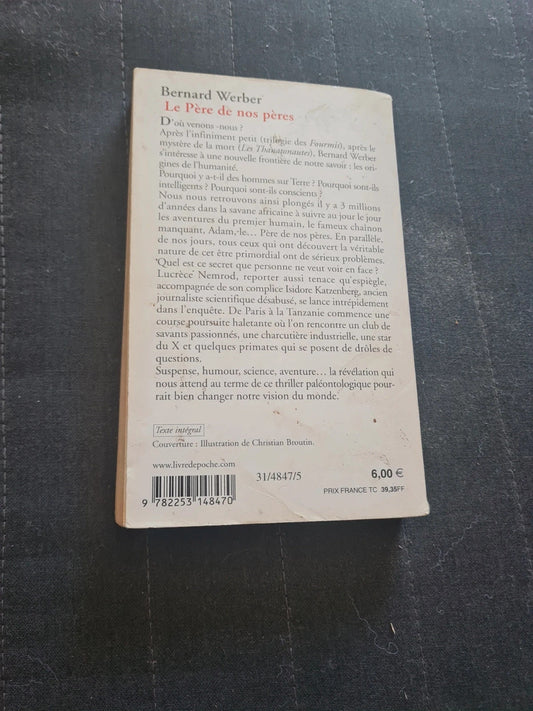 Bernard Werber
Le Père de nos pères
D'où venons-nous ?
Après l'infiniment petit (trilogie des Fourmis), après le
mystère de la mort (Les Thanatonautes), Bernard Werber
s'intéresse à une nouvelle frontière de notre savoir : les ori-
gines de l'humanité.
Pourquoi y a-t-il des hommes sur Terre ? Pourquoi sont-ils
intelligents ? Pourquoi sont-ils conscients ?
Nous nous retrouvons ainsi plongés il y a 3 millions
d'années dans la savane africaine à suivre au jour le jour
les aventures du premier humain, le fameux chaînon
manquant, Adam, le... Père de nos pères. En parallèle,
de nos jours, tous ceux qui ont découvert la véritable
nature de cet être primordial ont de sérieux problèmes.
Quel est ce secret que personne ne veut voir en face ?
Lucrèce Nemrod, reporter aussi tenace qu'espiègle,
accompagnée de son complice Isidore Katzenberg, ancien
journaliste scientifique désabusé, se lance intrépidement
dans l'enquête. De Paris à la Tanzanie commence une
course poursuite haletante où l'on rencontre un club de
savants passionnés, une charcutière industrielle, une star
du X et quelques primates qui se posent de drôles de
questions.
Suspense, humour, science, aventure... la révélation qui
nous attend au terme de ce thriller paléontologique pour-
rait bien changer notre vision du monde.
Texte intégral
Couverture : Illustration de Christian Broutin.
www.livredepoche.com
31/4847/5
6,00 €
PRIX FRANCE TC 39,35FF
9 782253 148470